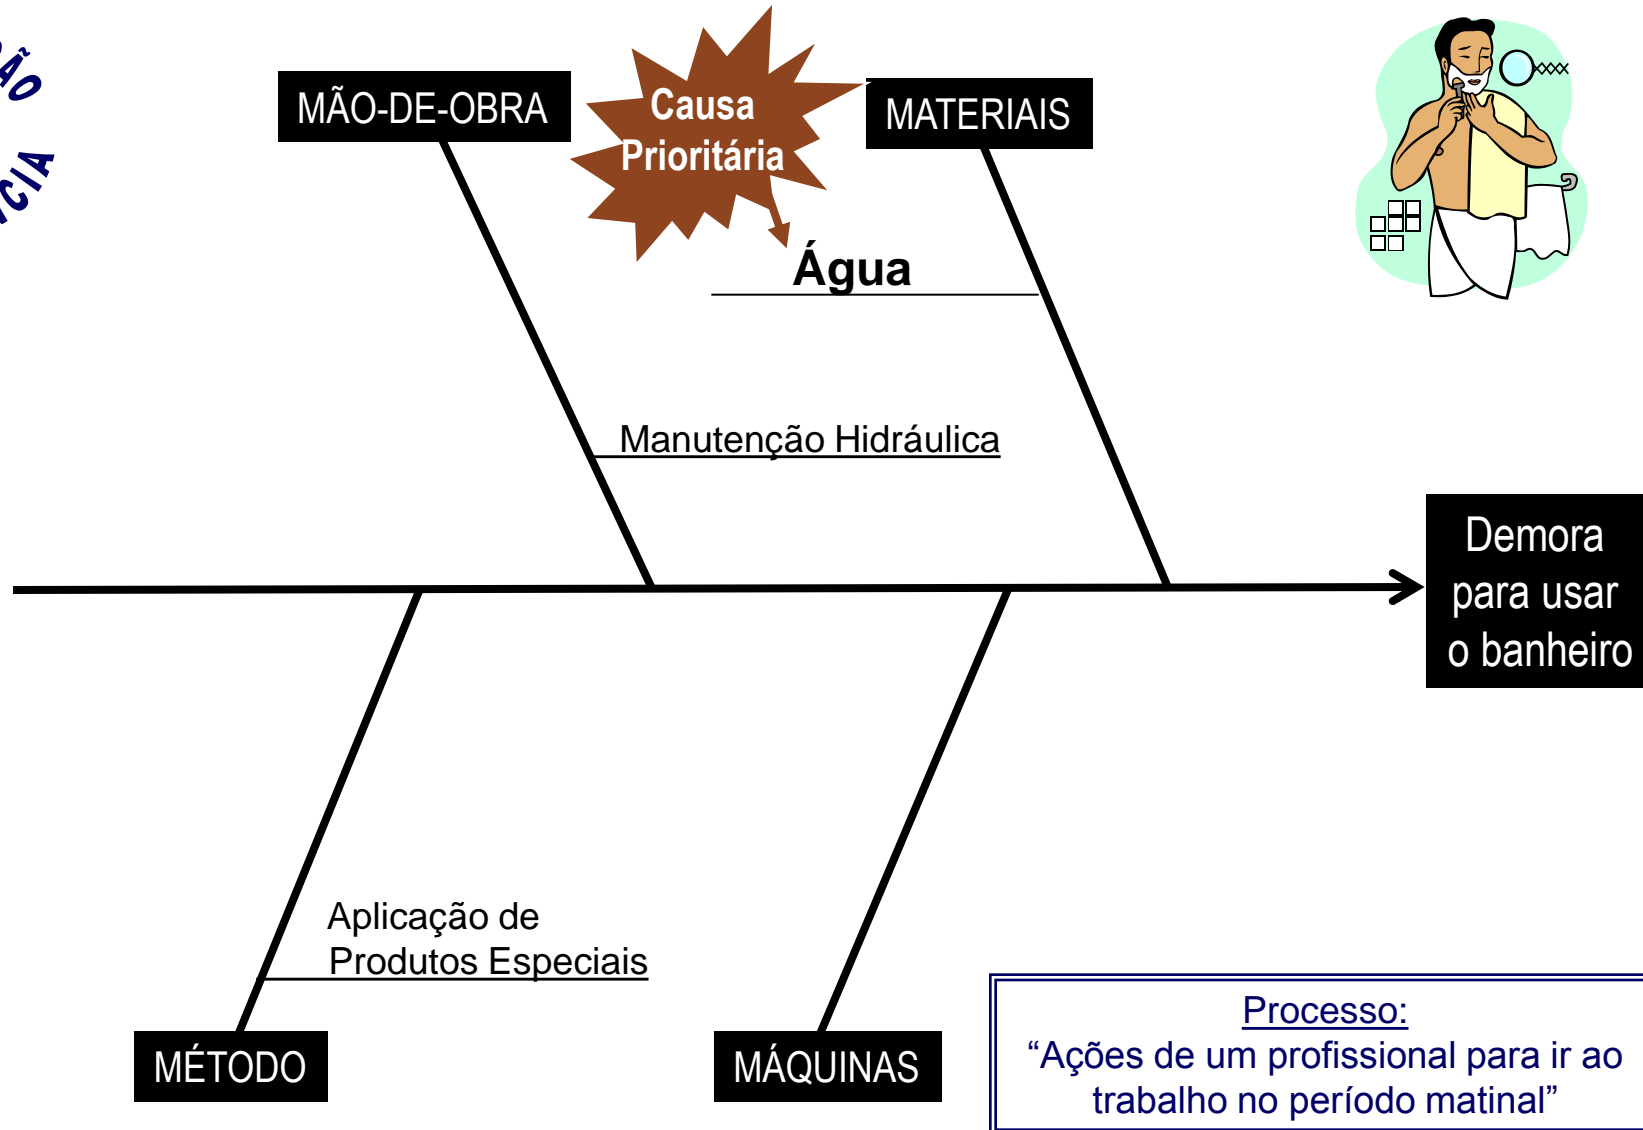 MÃO-DE-OBRA
Causa
Prioritária
MATERIAIS
Água
Manutenção Hidráulica
Demora
para usar
o banheiro
Aplicação de
Produtos Especiais
MÉTODO
MÁQUINAS
Processo:
“Ações de um profissional para ir ao
trabalho no período matinal”